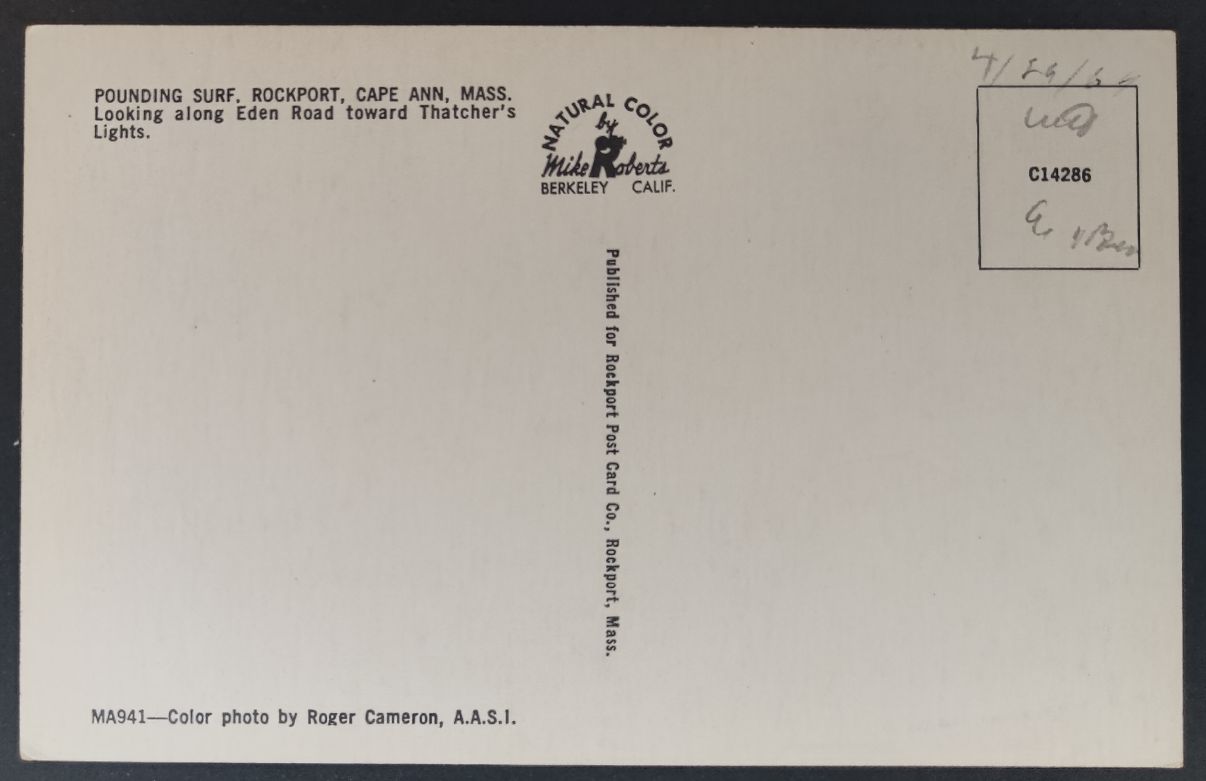 POUNDING SURF, ROCKPORT, CAPE ANN, MASS.
Looking along Eden Road toward Thatcher's
Lights.
NATURAL COLOR
by
Mike Roberts
BERKELEY CALIF.
C14286
Published for Rockport Post Card Co., Rockport, Mass.
MA941—Color photo by Roger Cameron, A.A.S.I.